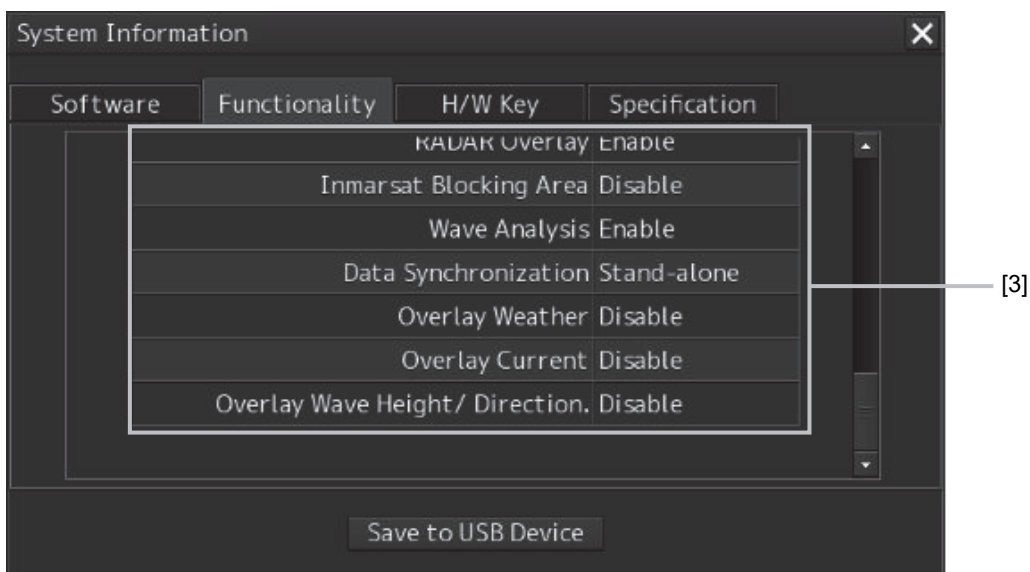 System Information
Software Functionality H/W Key Specification
RADAR Overlay Enable
Inmarsat Blocking Area Disable
Wave Analysis Enable
Data Synchronization Stand-alone
[3]
Overlay Weather Disable
Overlay Current Disable
Overlay Wave Height/ Direction. Disable
Save to USB Device